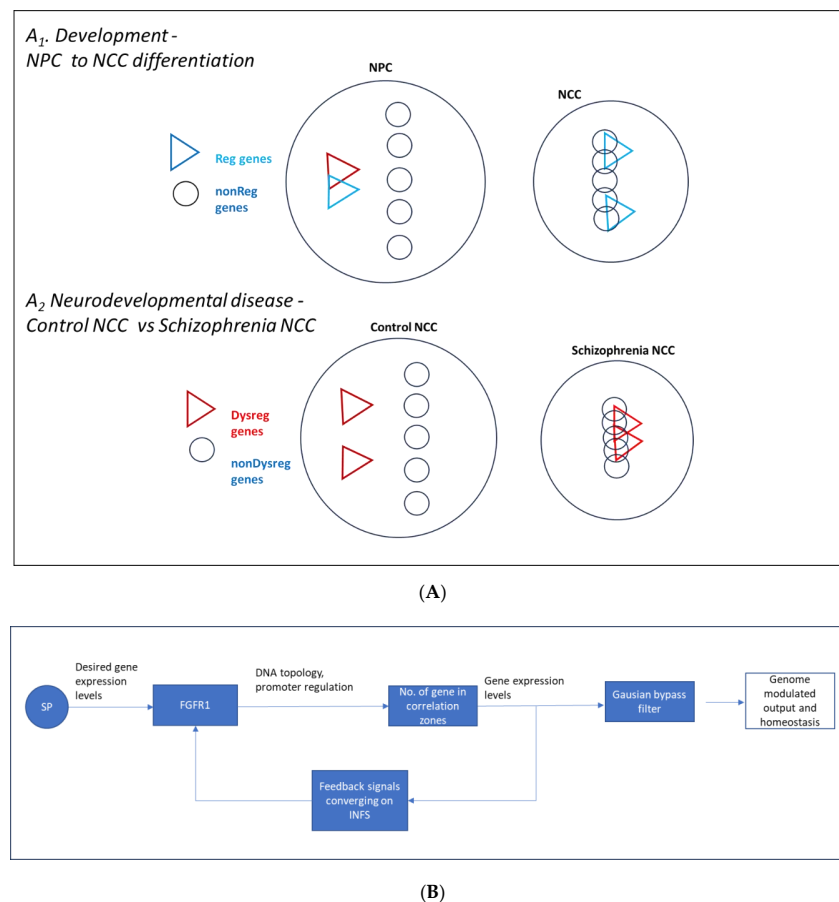 A1. Development -
NPC to NCC differentiation
NPC
NCC
Reg genes
nonReg
genes
A2 Neurodevelopmental disease -
Control NCC vs Schizophrenia NCC
Control NCC
Schizophrenia NCC
Dysreg
genes
nonDysreg
genes
(A)
Desired gene
expression
levels
SP
FGFR1
DNA topology,
promoter regulation
No. of gene in
correlation zones
Gene expression
levels
Gausian bypass
filter
Genome
modulated
output and
homeostasis
Feedback signals
converging on
INFS
(B)